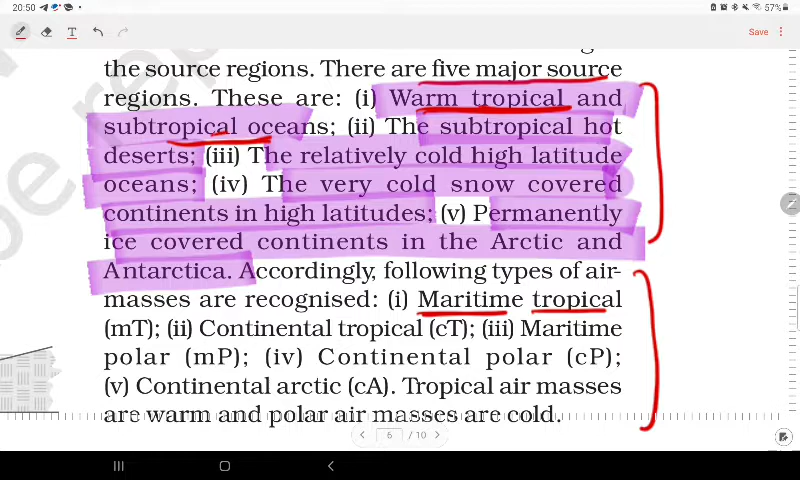 20:50
57%
T
Save
the source regions. There are five major source
regions. These are: (i) Warm tropical and
subtropical oceans; (ii) The subtropical hot
deserts; (iii) The relatively cold high latitude
oceans; (iv) The very cold snow covered
continents in high latitudes; (v) Permanently
ice covered continents in the Arctic and
Antarctica. Accordingly, following types of air-
masses are recognised: (i) Maritime tropical
(mT); (ii) Continental tropical (cT); (iii) Maritime
polar (mP); (iv) Continental polar (cP);
(v) Continental arctic (cA). Tropical air masses
are warm and polar air masses are cold.
6 / 10